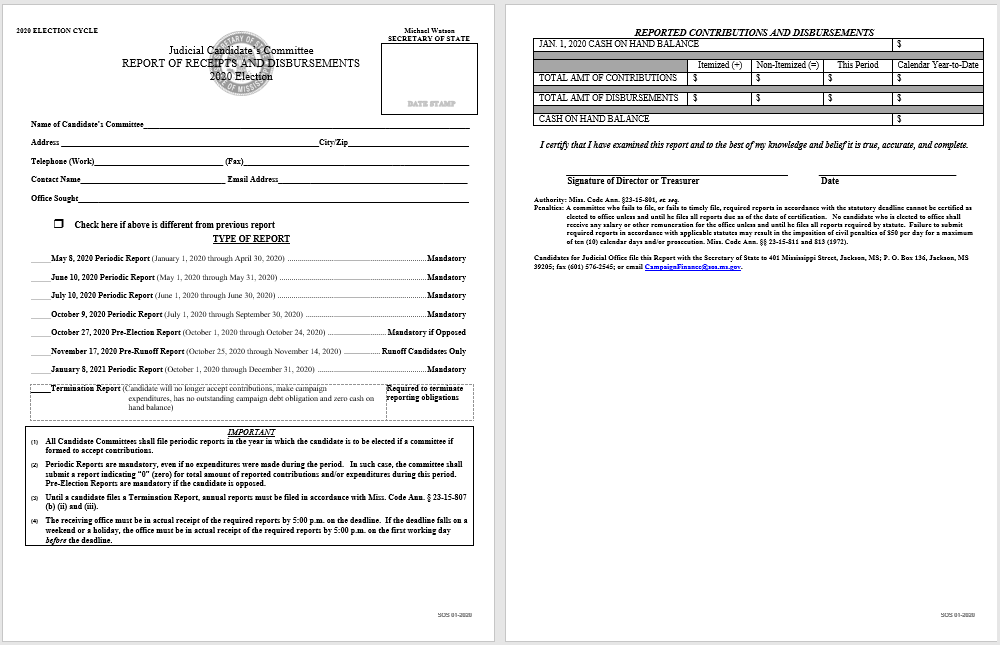 2020 ELECTION CYCLE
Michael Watson
SECRETARY OF STATE
Judicial Candidate's Committee
REPORT OF RECEIPTS AND DISBURSEMENTS
2020 Election
DATE STAMP
Name of Candidate's Committee
Address City/Zip
Telephone (Work) (Fax)
Contact Name Email Address
Office Sought
Check here if above is different from previous report
TYPE OF REPORT
May 8, 2020 Periodic Report (January 1, 2020 through April 30, 2020) Mandatory
June 10, 2020 Periodic Report (May 1, 2020 through May 31, 2020) Mandatory
July 10, 2020 Periodic Report (June 1, 2020 through June 30, 2020) Mandatory
October 9, 2020 Periodic Report (July 1, 2020 through September 30, 2020) Mandatory
October 27, 2020 Pre-Election Report (October 1, 2020 through October 24, 2020) Mandatory if Opposed
November 17, 2020 Pre-Runoff Report (October 25, 2020 through November 14, 2020) Runoff Candidates Only
January 8, 2021 Periodic Report (October 1, 2020 through December 31, 2020) Mandatory
Termination Report (Candidate will no longer accept contributions, make campaign Required to terminate
expenditures, has no outstanding campaign debt obligation and zero cash on reporting obligations
hand balance)
IMPORTANT
(1) All Candidate Committees shall file periodic reports in the year in which the candidate is to be elected if a committee if
formed to accept contributions.
(2) Periodic Reports are mandatory, even if no expenditures were made during the period. In such case, the committee shall
submit a report indicating "0" (zero) for total amount of reported contributions and/or expenditures during this period.
Pre-Election Reports are mandatory if the candidate is opposed.
(3) Until a candidate files a Termination Report, annual reports must be filed in accordance with Miss. Code Ann. § 23-15-807
(b) (ii) and (iii).
(4) The receiving office must be in actual receipt of the required reports by 5:00 p.m. on the deadline. If the deadline falls on a
weekend or a holiday, the office must be in actual receipt of the required reports by 5:00 p.m. on the first working day
before the deadline.
SOS 01-2020
REPORTED CONTRIBUTIONS AND DISBURSEMENTS
JAN. 1, 2020 CASH ON HAND BALANCE $
Itemized (+) Non-Itemized (=) This Period Calendar Year-to-Date
TOTAL AMT OF CONTRIBUTIONS $ $ $ $
TOTAL AMT OF DISBURSEMENTS $ $ $ $
CASH ON HAND BALANCE $
I certify that I have examined this report and to the best of my knowledge and belief it is true, accurate, and complete.
Signature of Director or Treasurer Date
Authority: Miss. Code Ann. §23-15-801, et seq.
Penalties: A committee who fails to file, or fails to timely file, required reports in accordance with the statutory deadline cannot be certified as
elected to office unless and until he files all reports due as of the date of certification. No candidate who is elected to office shall
receive any salary or other remuneration for the office unless and until he files all reports required by statute. Failure to submit
required reports in accordance with applicable statutes may result in the imposition of civil penalties of $50 per day for a maximum
of ten (10) calendar days and/or prosecution. Miss. Code Ann. §§ 23-15-811 and 813 (1972).
Candidates for Judicial Office file this Report with the Secretary of State to 401 Mississippi Street, Jackson, MS; P. O. Box 136, Jackson, MS
39205; fax (601) 576-2545; or email CampaignFinance@sos.ms.gov.
SOS 01-2020